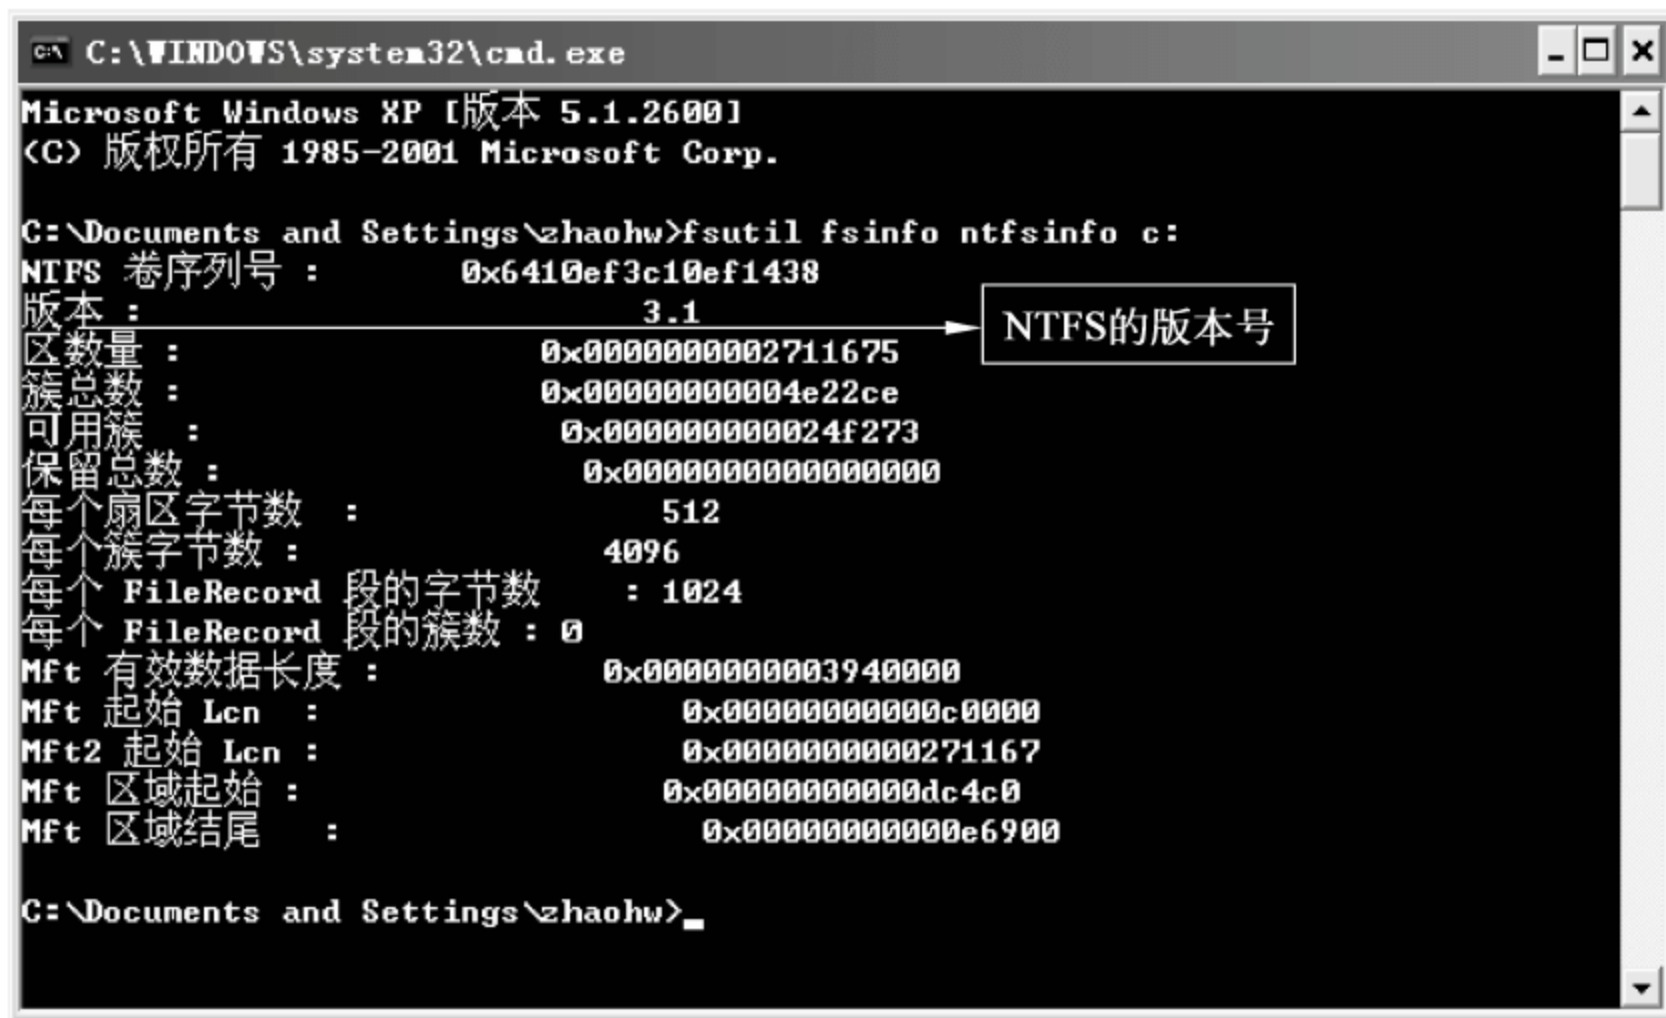 C:\WINDOWS\system32\cmd.exe
Microsoft Windows XP [版本 5.1.2600]
(C) 版权所有 1985-2001 Microsoft Corp.
C:\Documents and Settings\zhaohw>fsutil fsinfo ntfsinfo c:
NTFS 卷序列号 : 0x6410ef3c10ef1438
版本 : 3.1
NTFS的版本号
区数量 : 0x0000000002711675
簇总数 : 0x00000000004e22ce
可用簇 : 0x000000000024f273
保留总数 : 0x0000000000000000
每个扇区字节数 : 512
每个簇字节数 : 4096
每个 FileRecord 段的字节数 : 1024
每个 FileRecord 段的簇数 : 0
Mft 有效数据长度 : 0x0000000003940000
Mft 起始 Lcn : 0x00000000000c0000
Mft2 起始 Lcn : 0x0000000000271167
Mft 区域起始 : 0x00000000000dc4c0
Mft 区域结尾 : 0x00000000000e6900
C:\Documents and Settings\zhaohw>_